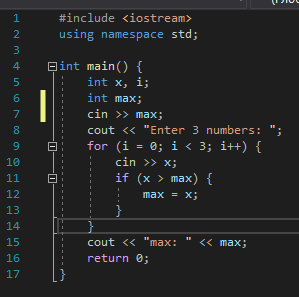 (Гло
1 #include <iostream>
2 using namespace std;
3
4 int main() {
5 int x, i;
6 int max;
7 cin >> max;
8 cout << "Enter 3 numbers: ";
9 for (i = 0; i < 3; i++) {
10 cin >> x;
11 if (x > max) {
12 max = x;
13 }
14 }
15 cout << "max: " << max;
16 return 0;
17 }